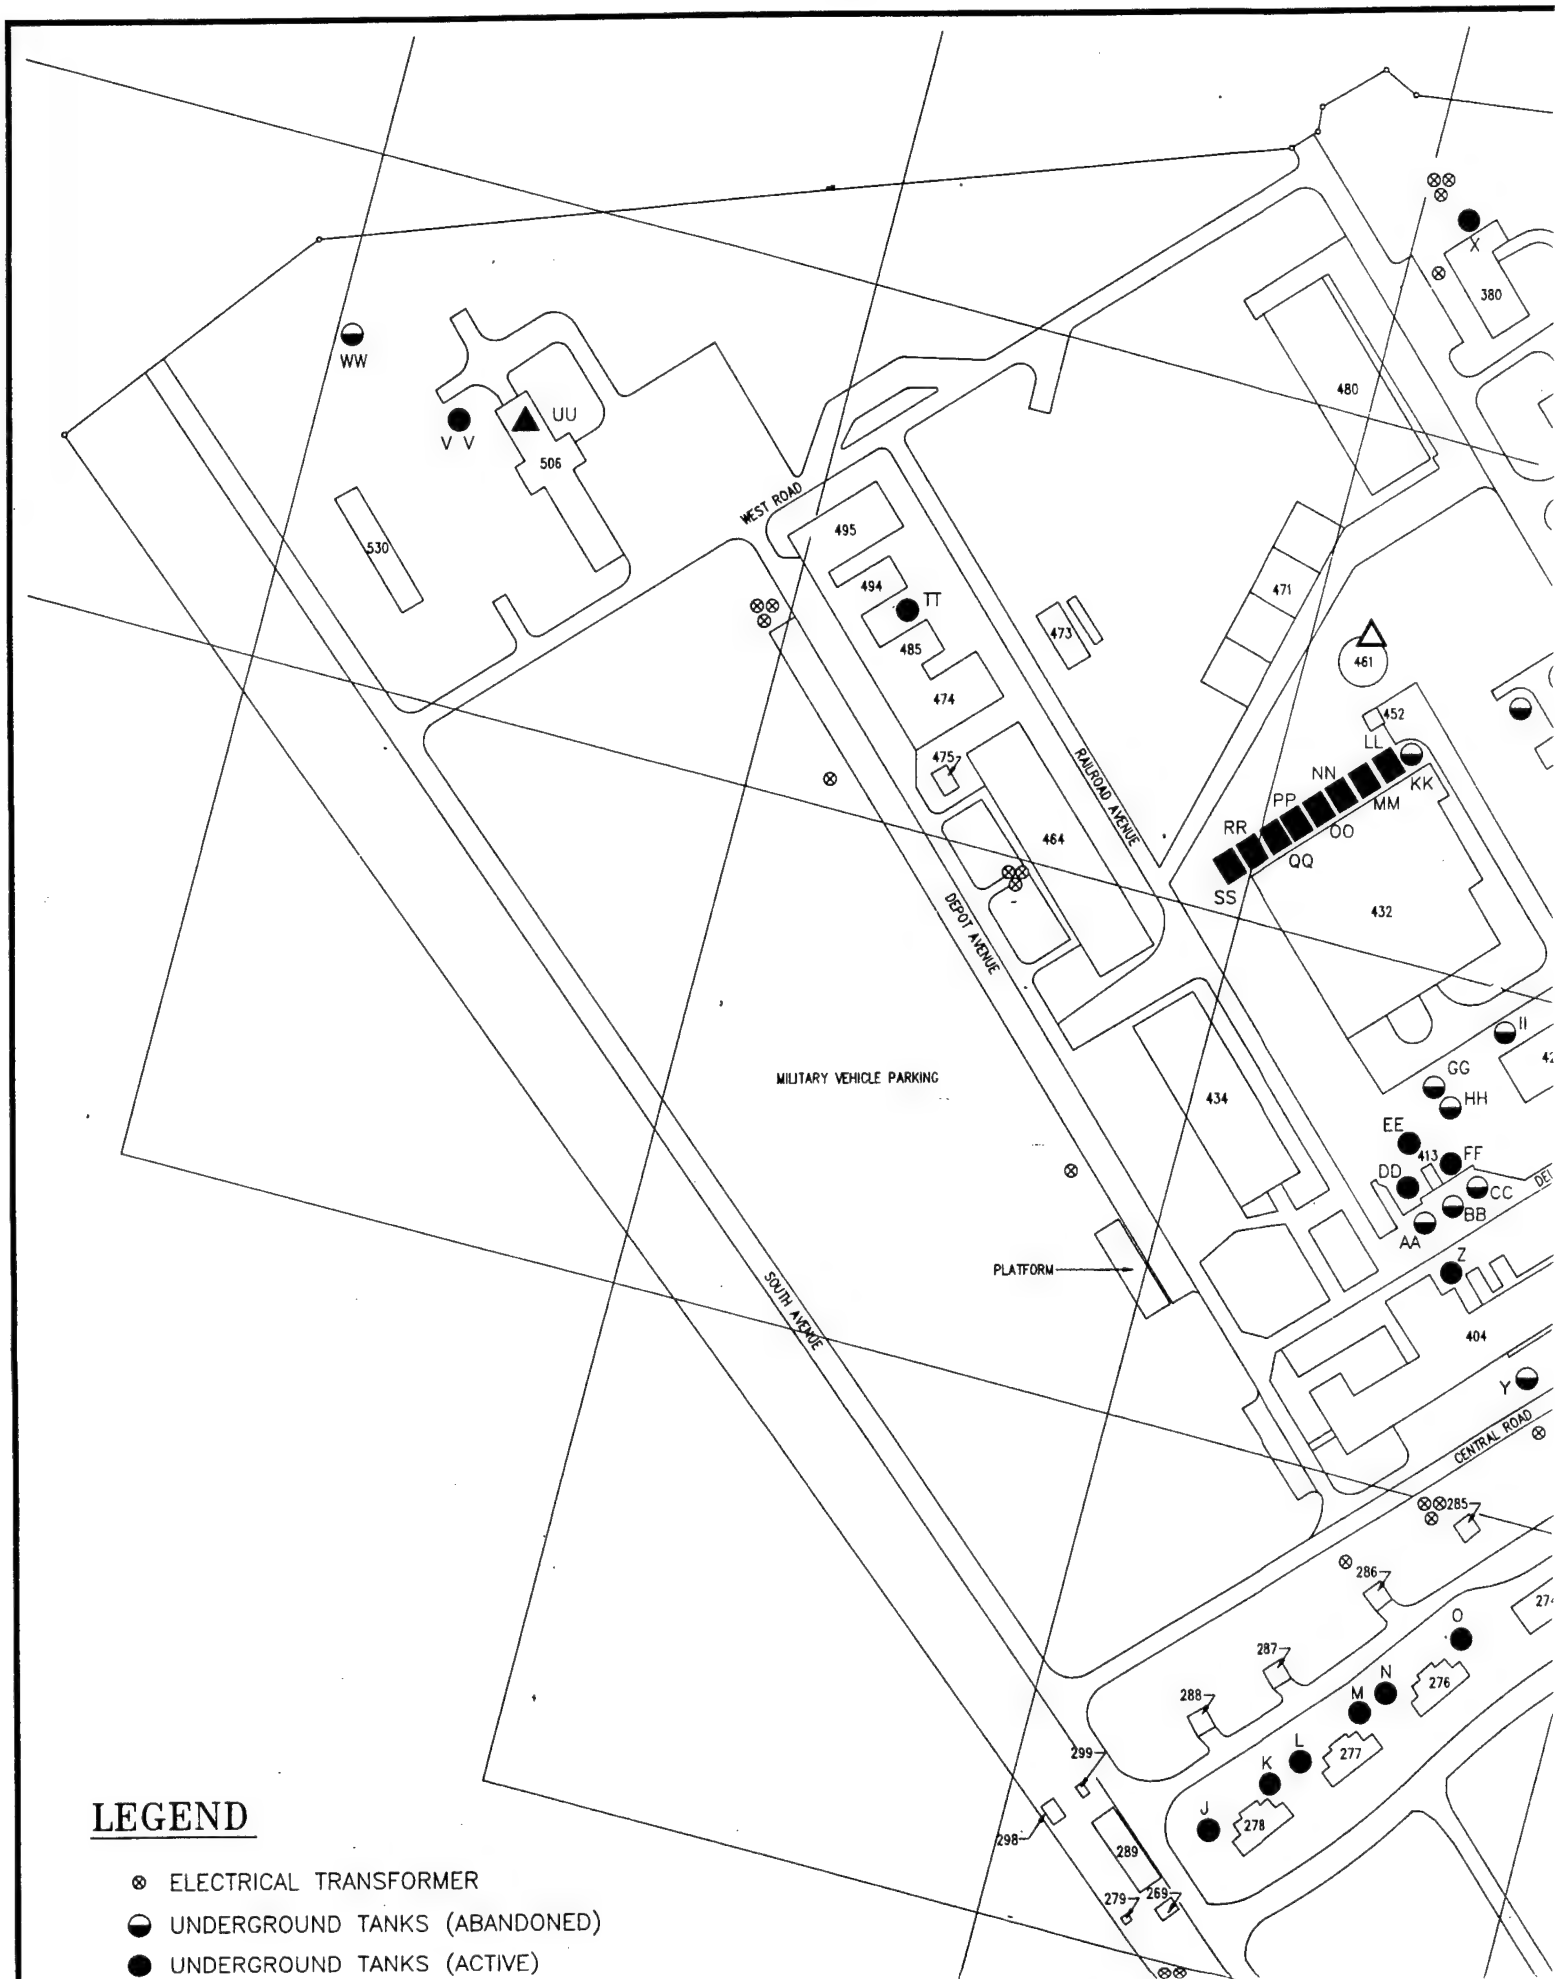 X
380
WW
480
UU
V V
506
WEST ROAD
495
530
494
471
TT
473
485
461
474
452
LL
475
RAILROAD AVENUE
NN
KK
PP
MM
RR
OO
464
QQ
SS
DEPOT AVENUE
432
II
GG
MILITARY VEHICLE PARKING
HH
434
EE
413
FF
DD
CC
BB
AA
Z
PLATFORM
SOUTH AVENUE
404
Y
CENTRAL ROAD
285
286
O
287
N
276
288
M
277
299
L
K
LEGEND
J
278
298
289
ELECTRICAL TRANSFORMER
279
269
UNDERGROUND TANKS (ABANDONED)
UNDERGROUND TANKS (ACTIVE)